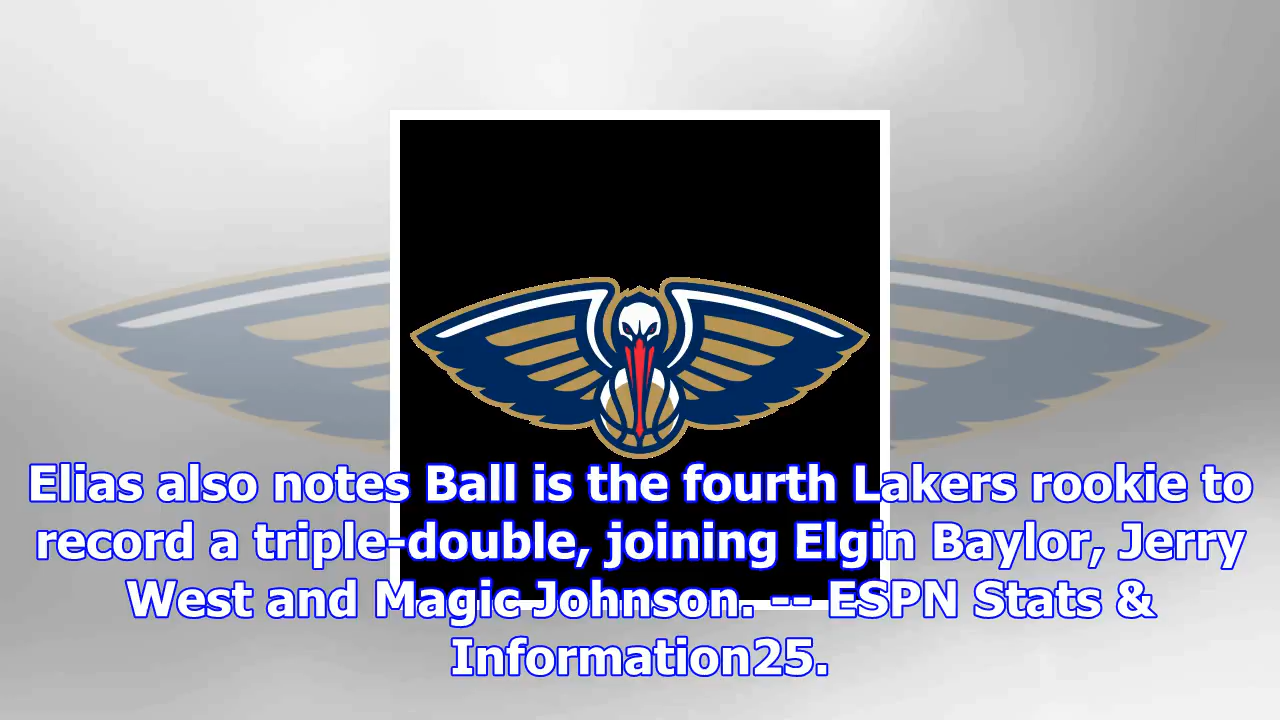 Elias also notes Ball is the fourth Lakers rookie to
record a triple-double, joining Elgin Baylor, Jerry
West and Magic Johnson. -- ESPN Stats &
Information25.